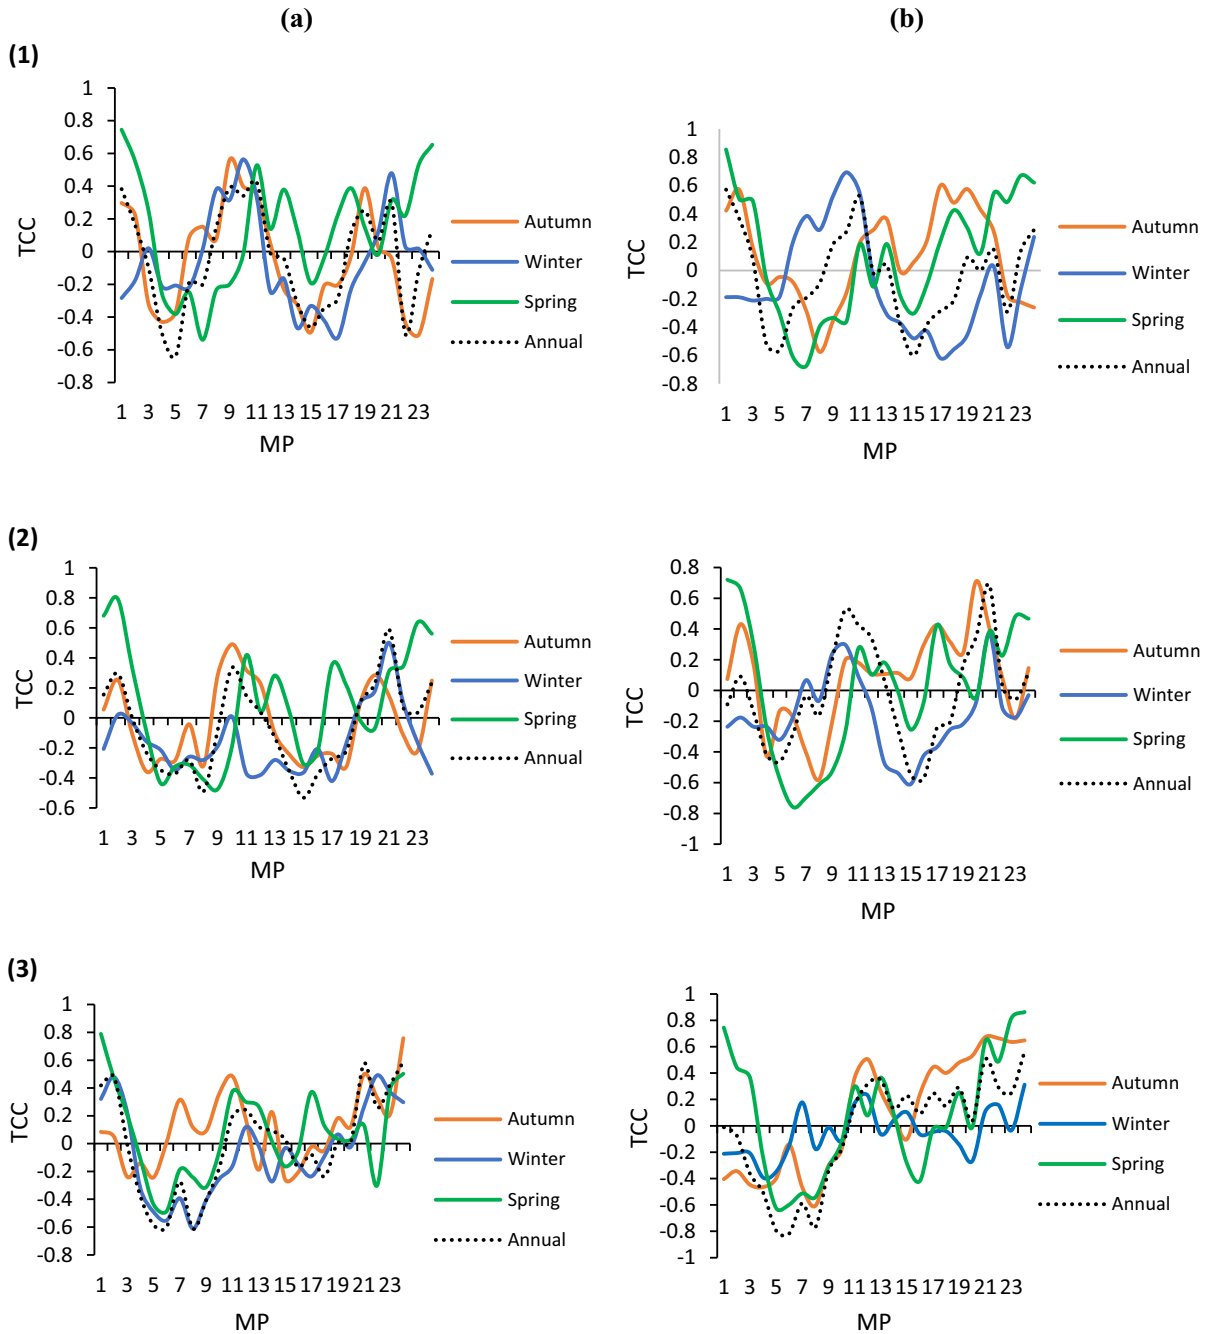 (a) (b)
(1)
1
0.8
0.6
0.4
0.2
0
-0.2
-0.4
-0.6
-0.8
TCC
1 3 5 7 9 11 13 15 17 19 21 23
MP
Autumn
Winter
Spring
Annual
1
0.8
0.6
0.4
0.2
0
-0.2
-0.4
-0.6
-0.8
TCC
1 3 5 7 9 11 13 15 17 19 21 23
MP
Autumn
Winter
Spring
Annual
(2)
1
0.8
0.6
0.4
0.2
0
-0.2
-0.4
-0.6
TCC
1 3 5 7 9 11 13 15 17 19 21 23
MP
Autumn
Winter
Spring
Annual
0.8
0.6
0.4
0.2
0
-0.2
-0.4
-0.6
-0.8
-1
TCC
1 3 5 7 9 11 13 15 17 19 21 23
MP
Autumn
Winter
Spring
Annual
(3)
1
0.8
0.6
0.4
0.2
0
-0.2
-0.4
-0.6
-0.8
TCC
1 3 5 7 9 11 13 15 17 19 21 23
MP
Autumn
Winter
Spring
Annual
1
0.8
0.6
0.4
0.2
0
-0.2
-0.4
-0.6
-0.8
-1
TCC
1 3 5 7 9 11 13 15 17 19 21 23
MP
Autumn
Winter
Spring
Annual